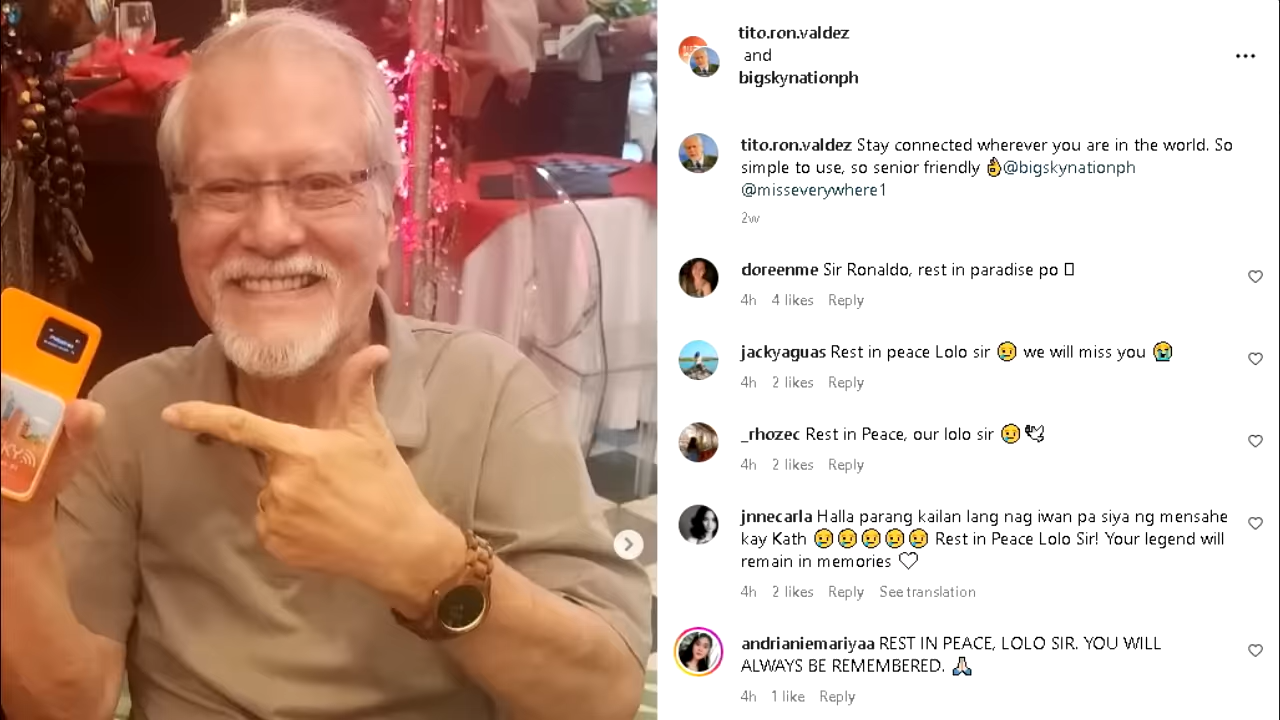 tito.ron.valdez
and
bigskynationph
tito.ron.valdez Stay connected wherever you are in the world. So
simple to use, so senior friendly 👌@bigskynationph
@misseverywhere1
2w
doreenme Sir Ronaldo, rest in paradise po
4h 4 likes Reply
jackyaguas Rest in peace Lolo sir 😢 we will miss you 😭
4h 2 likes Reply
_rhozec Rest in Peace, our lolo sir 😢🕊
4h 2 likes Reply
jnnecarla Halla parang kailan lang nag iwan pa siya ng mensahe
kay Kath 😢😢😢😢😢 Rest in Peace Lolo Sir! Your legend will
remain in memories 🤍
4h 2 likes Reply See translation
andrianiemariyaa REST IN PEACE, LOLO SIR. YOU WILL
ALWAYS BE REMEMBERED. 🙏🏻
4h 1 like Reply